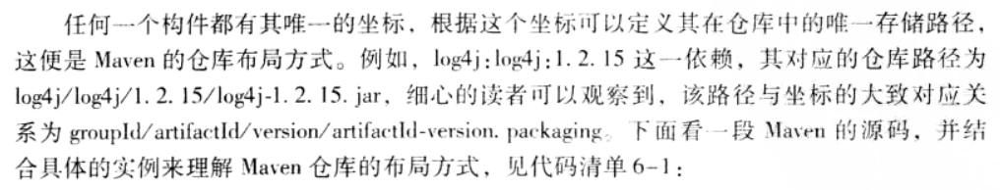 任何一个构件都有其唯一的坐标，根据这个坐标可以定义其在仓库中的唯一存储路径，
这便是 Maven 的仓库布局方式。例如，log4j:log4j:1. 2. 15 这一依赖，其对应的仓库路径为
log4j/log4j/1. 2. 15/log4j-1. 2. 15. jar，细心的读者可以观察到，该路径与坐标的大致对应关
系为 groupId/artifactId/version/artifactId-version. packaging。下面看一段 Maven 的源码，并结
合具体的实例来理解 Maven 仓库的布局方式，见代码清单 6-1：